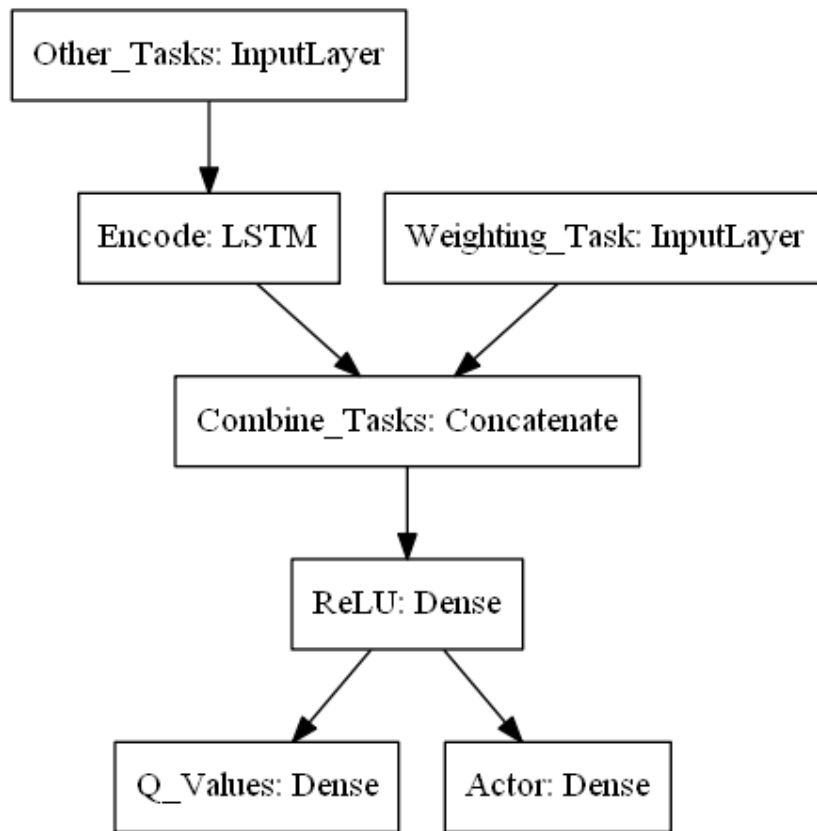 Other_Tasks: InputLayer
Encode: LSTM
Weighting_Task: InputLayer
Combine_Tasks: Concatenate
ReLU: Dense
Q_Values: Dense
Actor: Dense